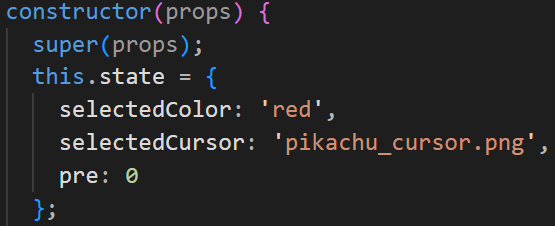 constructor(props) {
super(props);
this.state = {
selectedColor: 'red',
selectedCursor: 'pikachu_cursor.png',
pre: 0
};